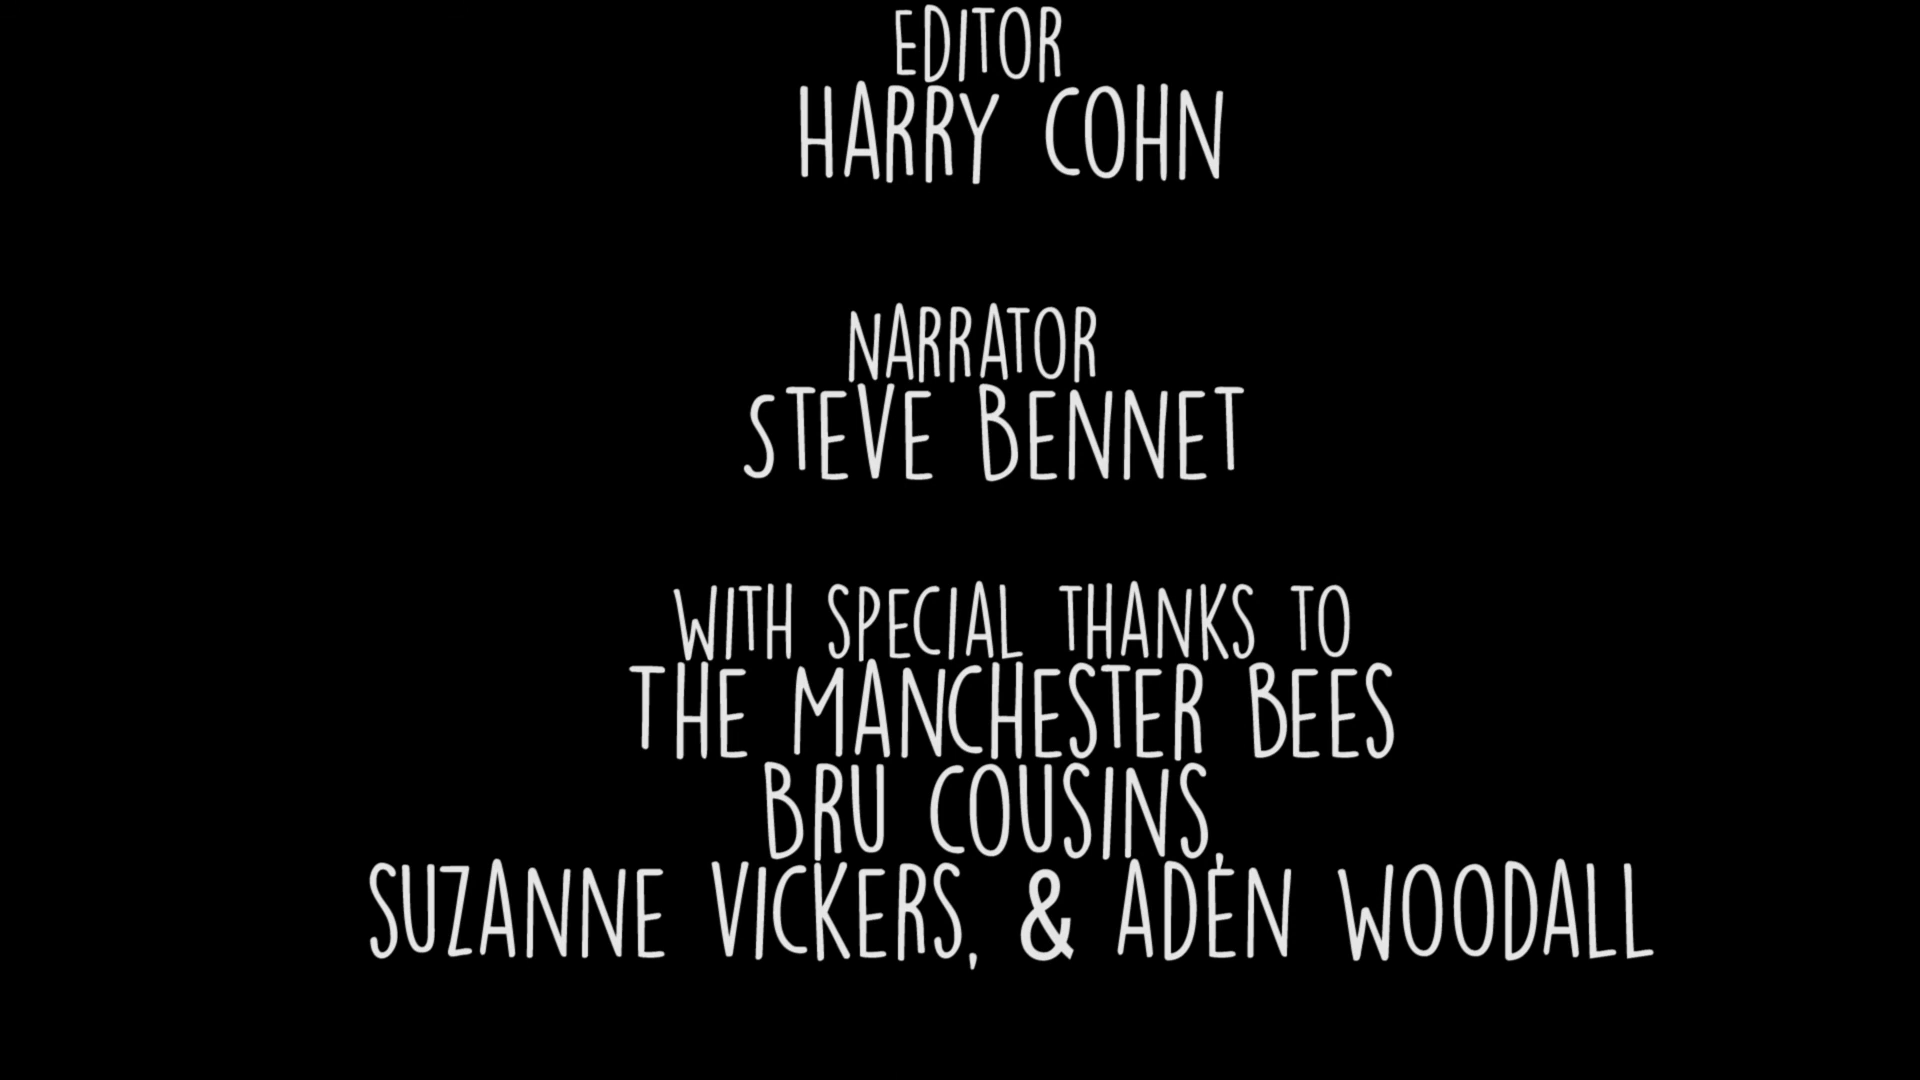 EDITOR
HARRY COHN
NARRATOR
STEVE BENNET
WITH SPECIAL THANKS TO
THE MANCHESTER BEES
BRU COUSINS,
SUZANNE VICKERS, & ADEN WOODALL